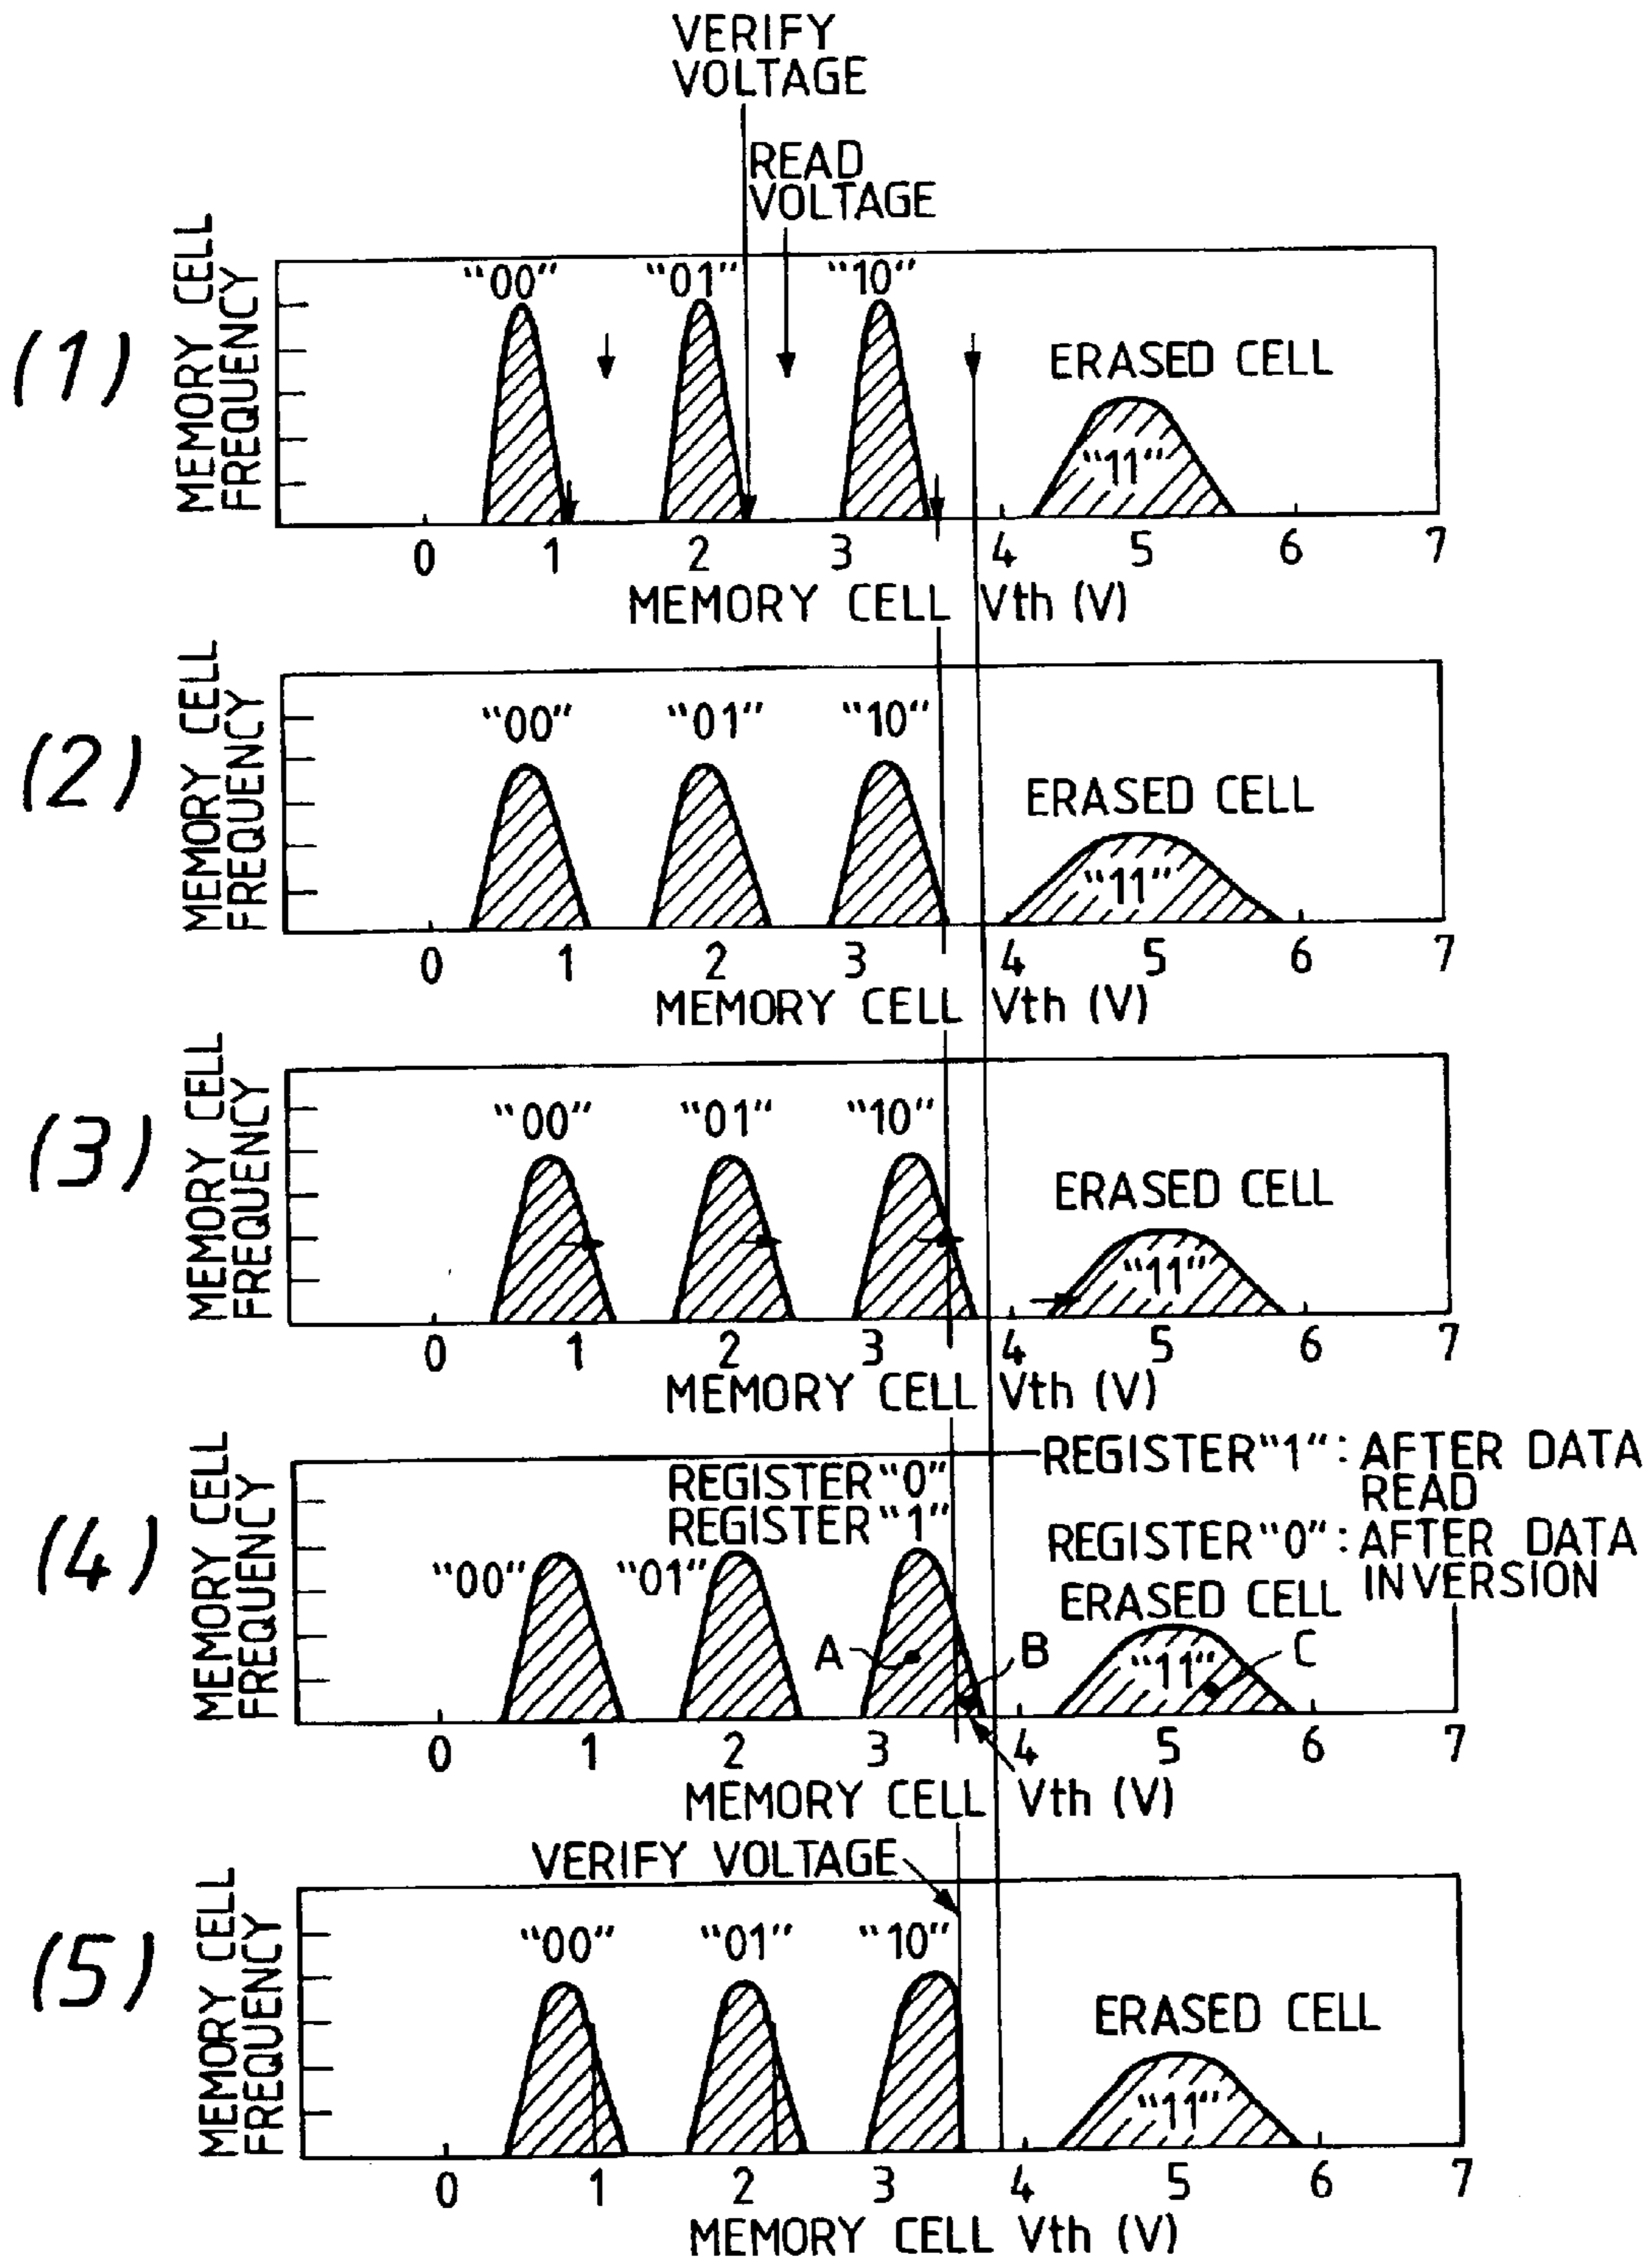 VERIFY
VOLTAGE
READ
VOLTAGE
(1)
MEMORY CELL
FREQUENCY
"00" "01" "10"
ERASED CELL
"11"
0 1 2 3 4 5 6 7
MEMORY CELL Vth (V)
(2)
MEMORY CELL
FREQUENCY
"00" "01" "10"
ERASED CELL
"11"
0 1 2 3 4 5 6 7
MEMORY CELL Vth (V)
(3)
MEMORY CELL
FREQUENCY
"00" "01" "10"
ERASED CELL
"11"
0 1 2 3 4 5 6 7
MEMORY CELL Vth (V)
(4)
MEMORY CELL
FREQUENCY
REGISTER "0"
REGISTER "1"
REGISTER "1": AFTER DATA
READ
REGISTER "0": AFTER DATA
INVERSION
"00" "01"
ERASED CELL
A B "11" C
0 1 2 3 4 5 6 7
MEMORY CELL Vth (V)
VERIFY VOLTAGE
(5)
MEMORY CELL
FREQUENCY
"00" "01" "10"
ERASED CELL
"11"
0 1 2 3 4 5 6 7
MEMORY CELL Vth (V)